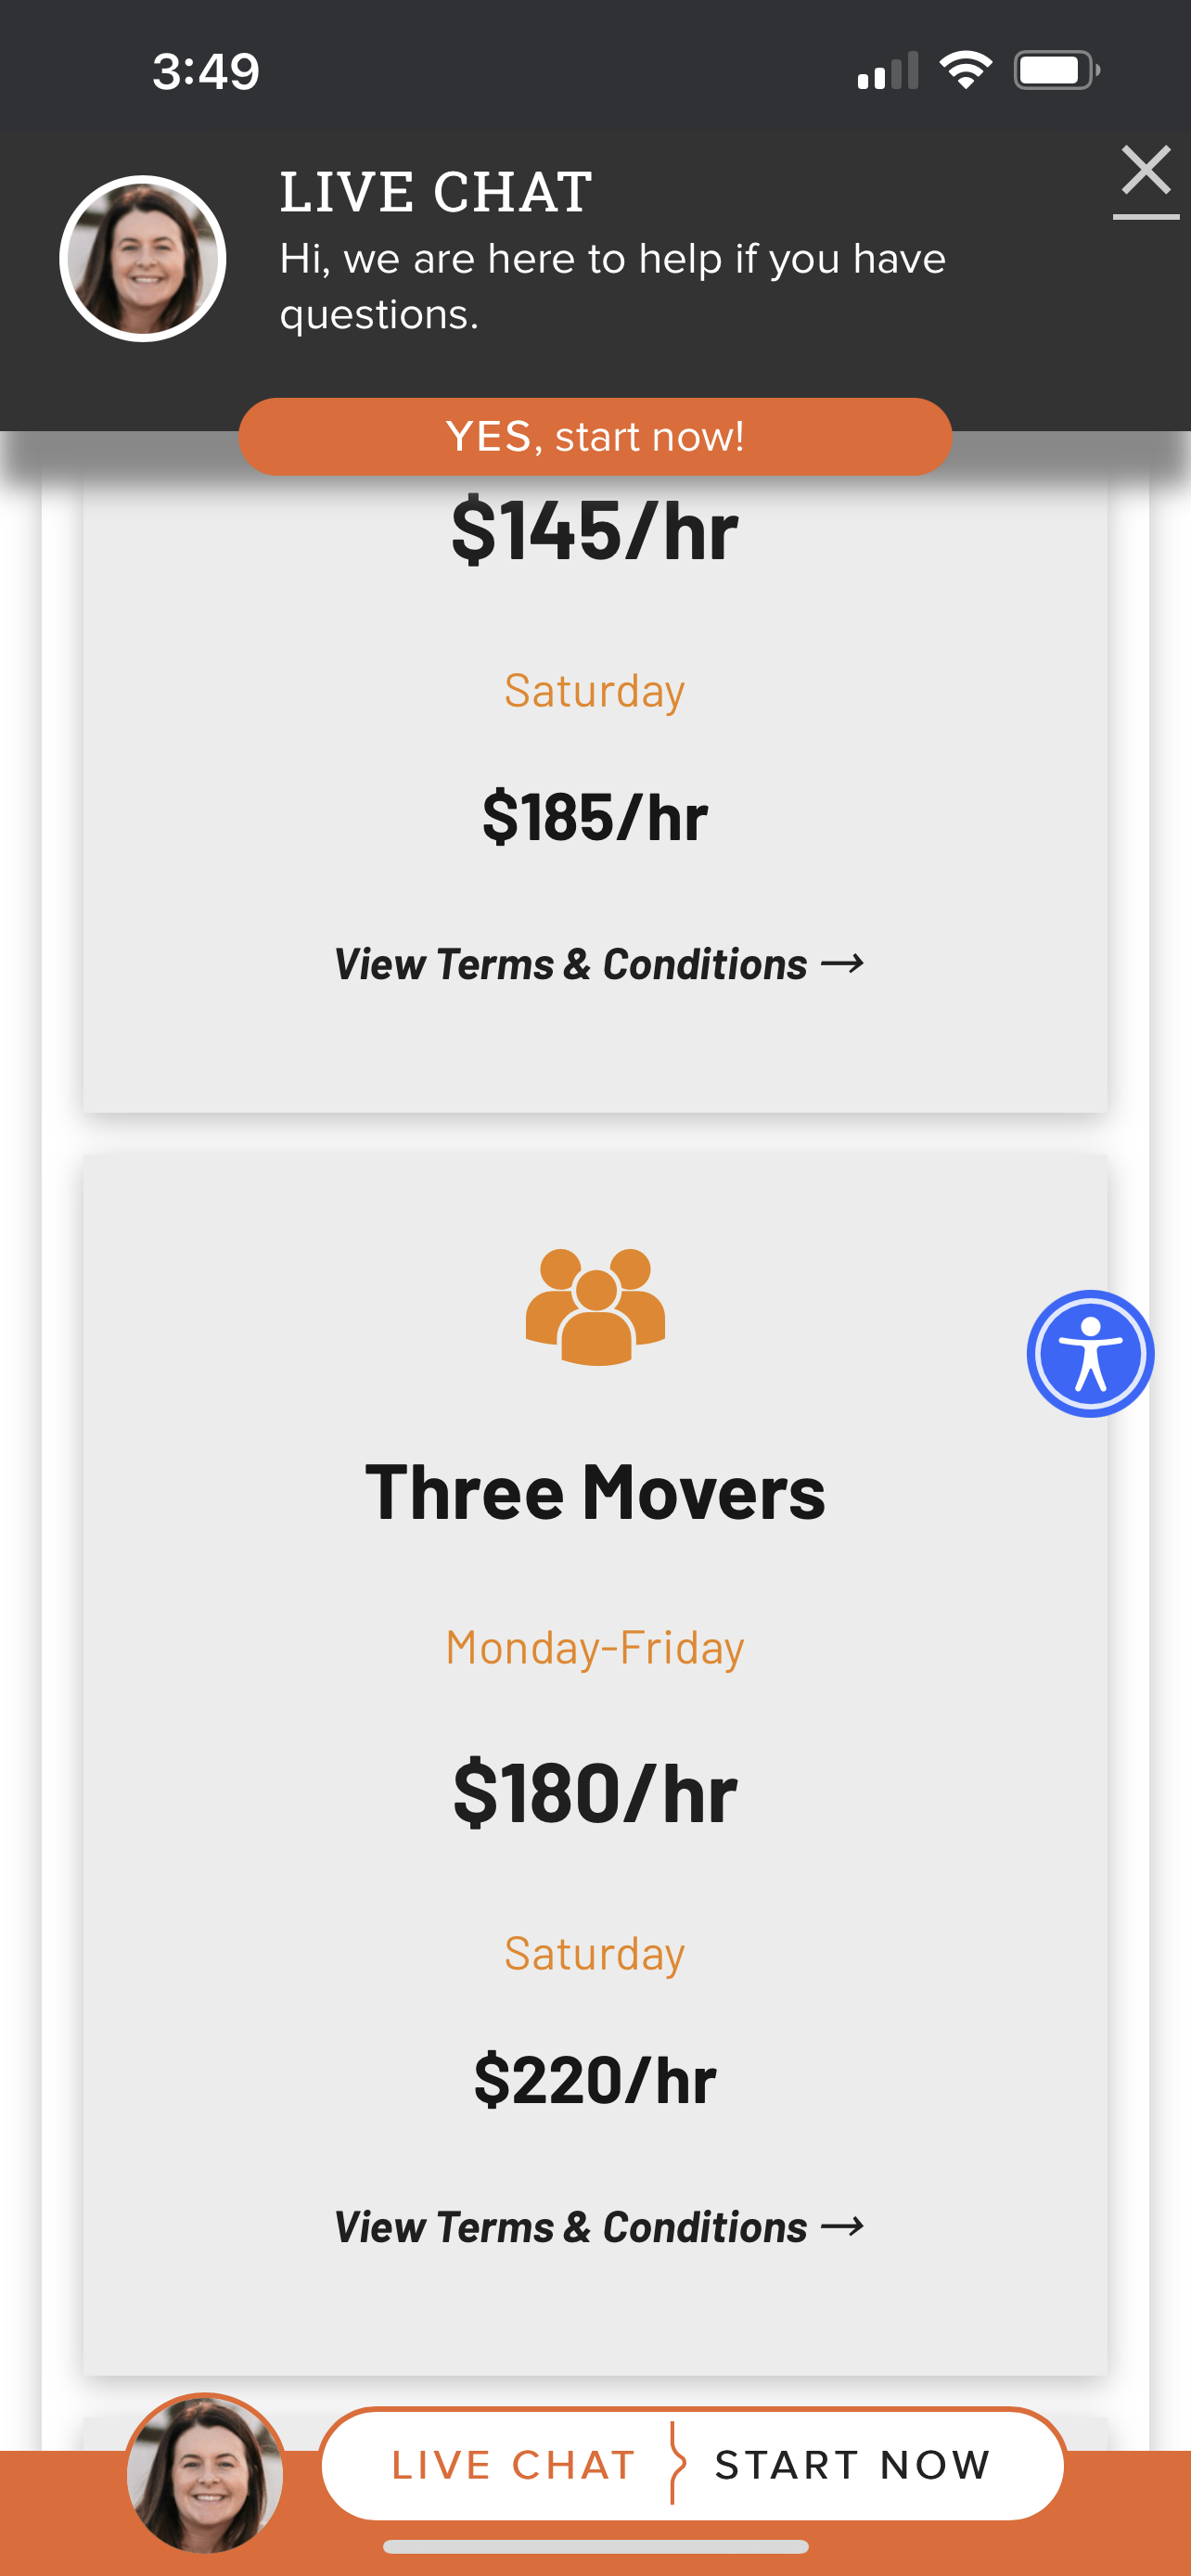 3:49
LIVE CHAT
Hi, we are here to help if you have
questions.
YES, start now!
$145/hr
Saturday
$185/hr
View Terms & Conditions →
Three Movers
Monday-Friday
$180/hr
Saturday
$220/hr
View Terms & Conditions →
LIVE CHAT START NOW